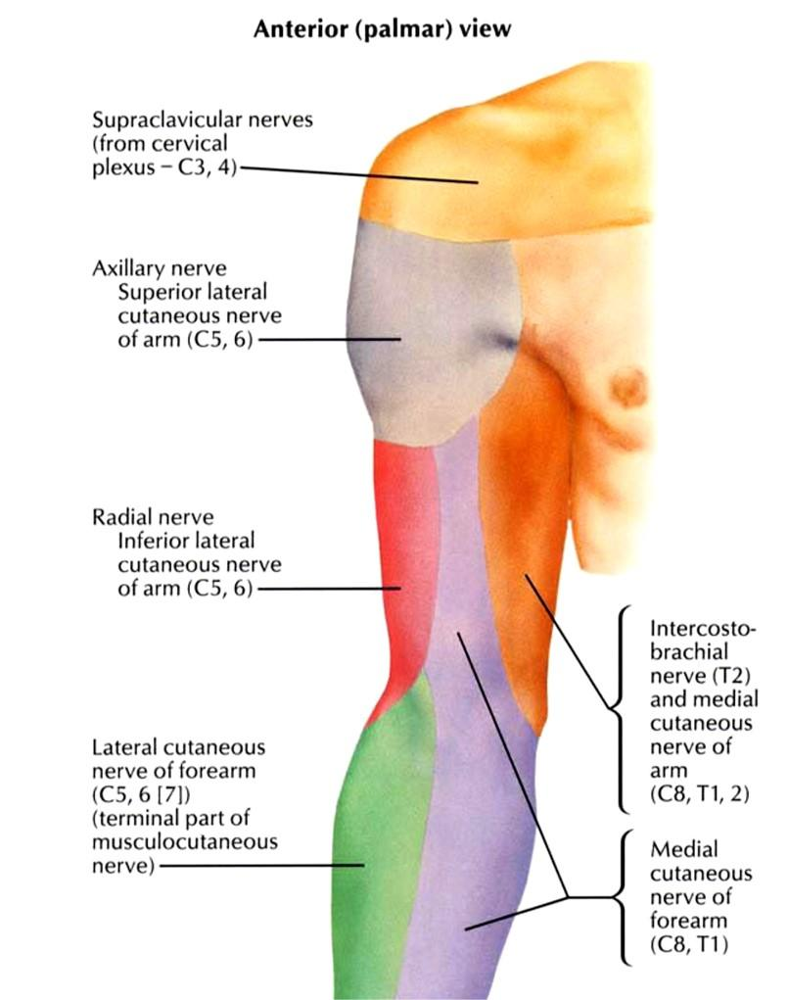 Anterior (palmar) view
Supraclavicular nerves
(from cervical
plexus – C3, 4)
Axillary nerve
Superior lateral
cutaneous nerve
of arm (C5, 6)
Radial nerve
Inferior lateral
cutaneous nerve
of arm (C5, 6)
Lateral cutaneous
nerve of forearm
(C5, 6 [7])
(terminal part of
musculocutaneous
nerve)
Intercosto-
brachial
nerve (T2)
and medial
cutaneous
nerve of
arm
(C8, T1, 2)
Medial
cutaneous
nerve of
forearm
(C8, T1)